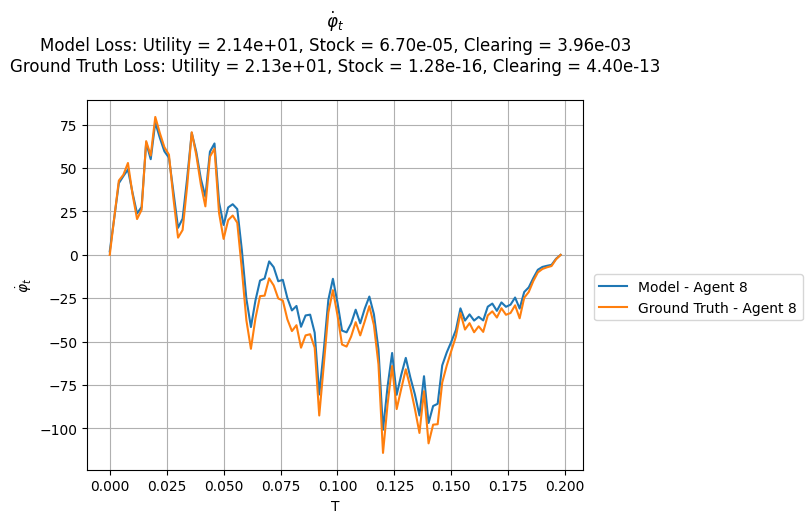 φ̇_t
Model Loss: Utility = 2.14e+01, Stock = 6.70e-05, Clearing = 3.96e-03
Ground Truth Loss: Utility = 2.13e+01, Stock = 1.28e-16, Clearing = 4.40e-13
75
50
25
0
−25
−50
−75
−100
φ̇_t
0.000 0.025 0.050 0.075 0.100 0.125 0.150 0.175 0.200
T
Model - Agent 8
Ground Truth - Agent 8